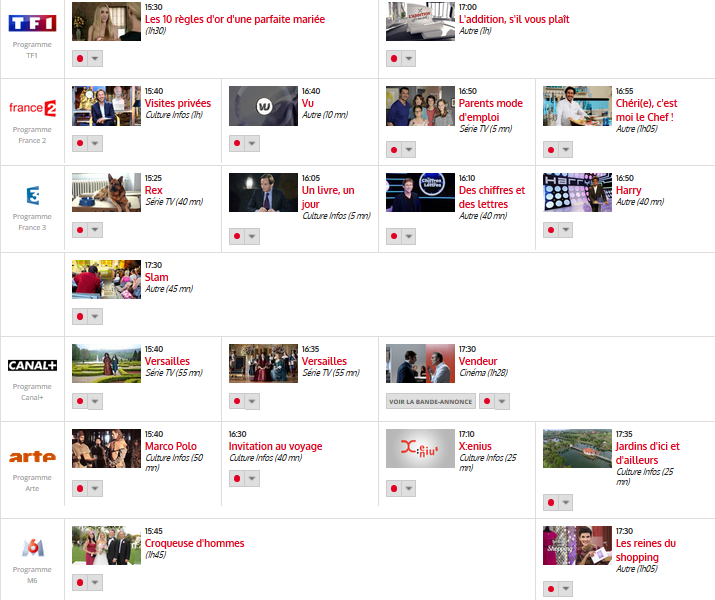 TF1
Programme
TF1
15:30
Les 10 règles d'or d'une parfaite mariée
(1h30)
17:00
L'addition, s'il vous plaît
Autre (1h)
france 2
Programme
France 2
15:40
Visites privées
Culture Infos (1h)
16:40
Vu
Autre (10 mn)
16:50
Parents mode
d'emploi
Série TV (5 mn)
16:55
Chéri(e), c'est
moi le Chef !
Autre (1h05)
3
Programme
France 3
15:25
Rex
Série TV (40 mn)
16:05
Un livre, un
jour
Culture Infos (5 mn)
Chiffres
Lettres
16:10
Des chiffres et
des lettres
Autre (40 mn)
HARRY
16:50
Harry
Autre (40 mn)
17:30
Slam
Autre (45 mn)
CANAL+
Programme
Canal+
15:40
Versailles
Série TV (55 mn)
16:35
Versailles
Série TV (55 mn)
17:30
Vendeur
Cinéma (1h28)
VOIR LA BANDE-ANNONCE
arte
Programme
Arte
15:40
Marco Polo
Culture Infos (50
mn)
16:30
Invitation au voyage
Culture Infos (40 mn)
X:enius
17:10
X:enius
Culture Infos (25
mn)
17:35
Jardins d'ici et
d'ailleurs
Culture Infos (25
mn)
M6
Programme
M6
15:45
Croqueuse d'hommes
(1h45)
Shopping
17:30
Les reines du
shopping
Autre (1h05)